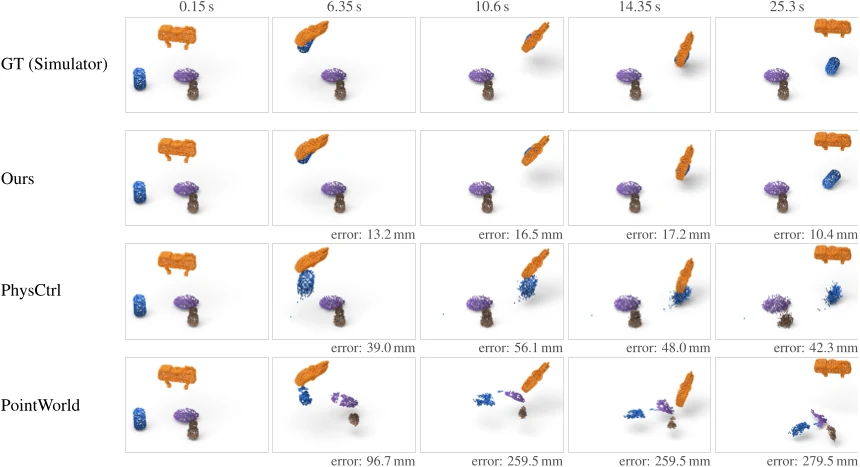 0.15 s 6.35 s 10.6 s 14.35 s 25.3 s
GT (Simulator)
Ours
error: 13.2 mm error: 16.5 mm error: 17.2 mm error: 10.4 mm
PhysCtrl
error: 39.0 mm error: 56.1 mm error: 48.0 mm error: 42.3 mm
PointWorld
error: 96.7 mm error: 259.5 mm error: 259.5 mm error: 279.5 mm